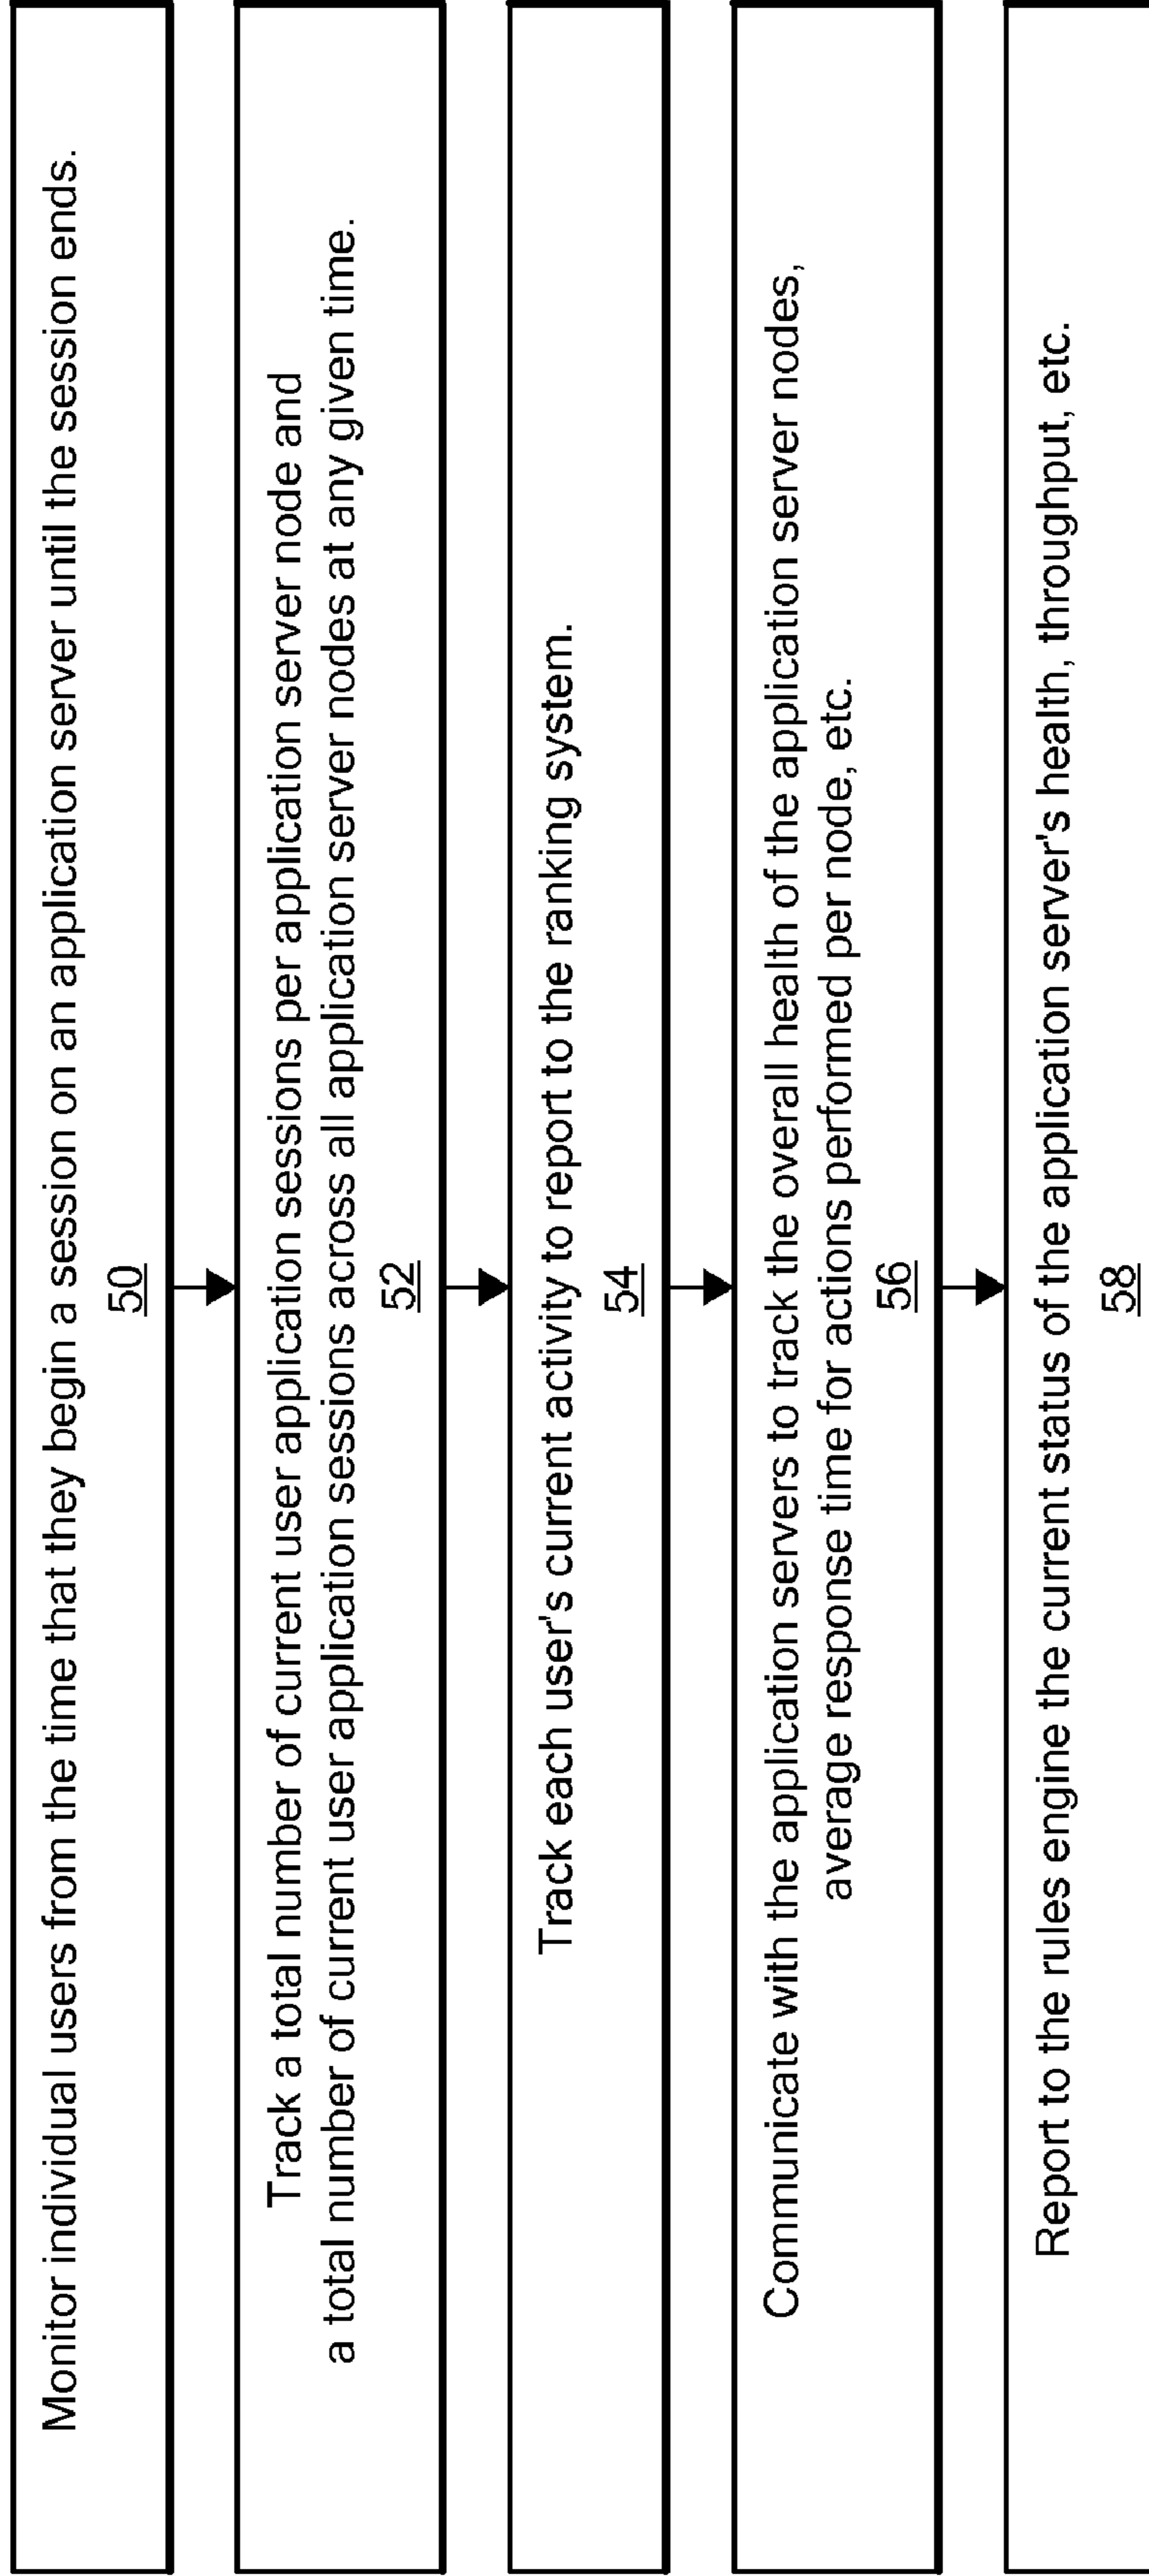 Monitor individual users from the time that they begin a session on an application server until the session ends.
50
Track a total number of current user application sessions per application server node and
a total number of current user application sessions across all application server nodes at any given time.
52
Track each user's current activity to report to the ranking system.
54
Communicate with the application servers to track the overall health of the application server nodes,
average response time for actions performed per node, etc.
56
Report to the rules engine the current status of the application server's health, throughput, etc.
58